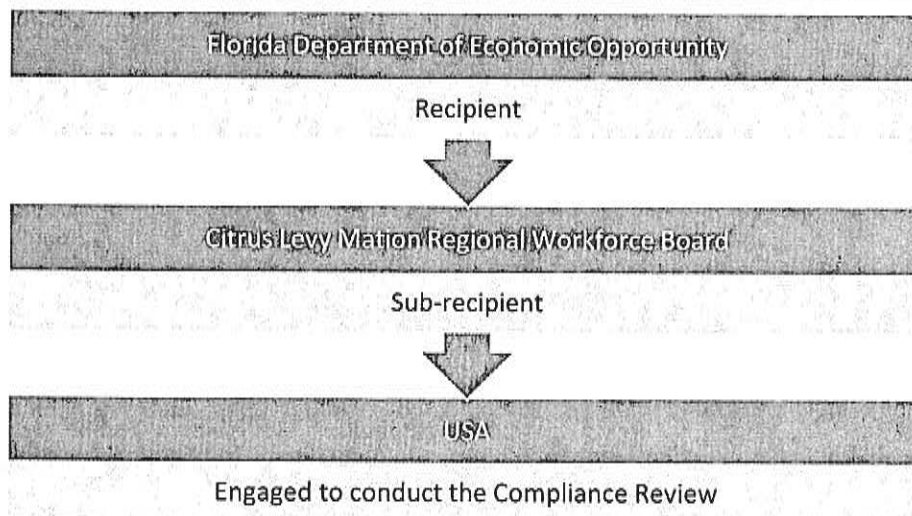 Florida Department of Economic Opportunity
Recipient
Citrus Levy Marion Regional Workforce Board
Sub-recipient
USA
Engaged to conduct the Compliance Review